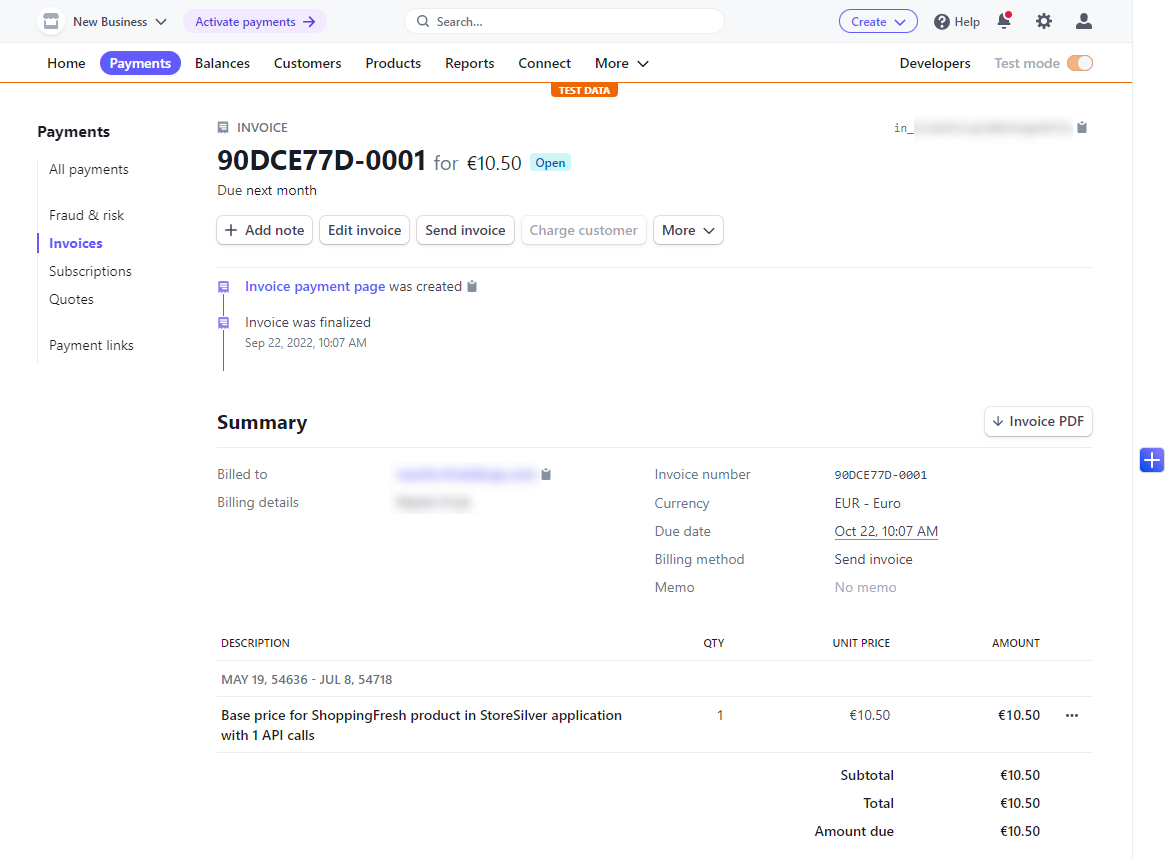 New Business
Activate payments →
Search...
Create
Help
Home
Payments
Balances
Customers
Products
Reports
Connect
More
Developers
Test mode
TEST DATA
Payments
All payments
Fraud & risk
Invoices
Subscriptions
Quotes
Payment links
INVOICE
in_
90DCE77D-0001 for €10.50 Open
Due next month
+ Add note
Edit invoice
Send invoice
Charge customer
More
Invoice payment page was created
Invoice was finalized
Sep 22, 2022, 10:07 AM
Summary
↓ Invoice PDF
Billed to
Billing details
Invoice number 90DCE77D-0001
Currency EUR - Euro
Due date Oct 22, 10:07 AM
Billing method Send invoice
Memo No memo
DESCRIPTION QTY UNIT PRICE AMOUNT
MAY 19, 54636 - JUL 8, 54718
Base price for ShoppingFresh product in StoreSilver application 1 €10.50 €10.50
with 1 API calls
Subtotal €10.50
Total €10.50
Amount due €10.50